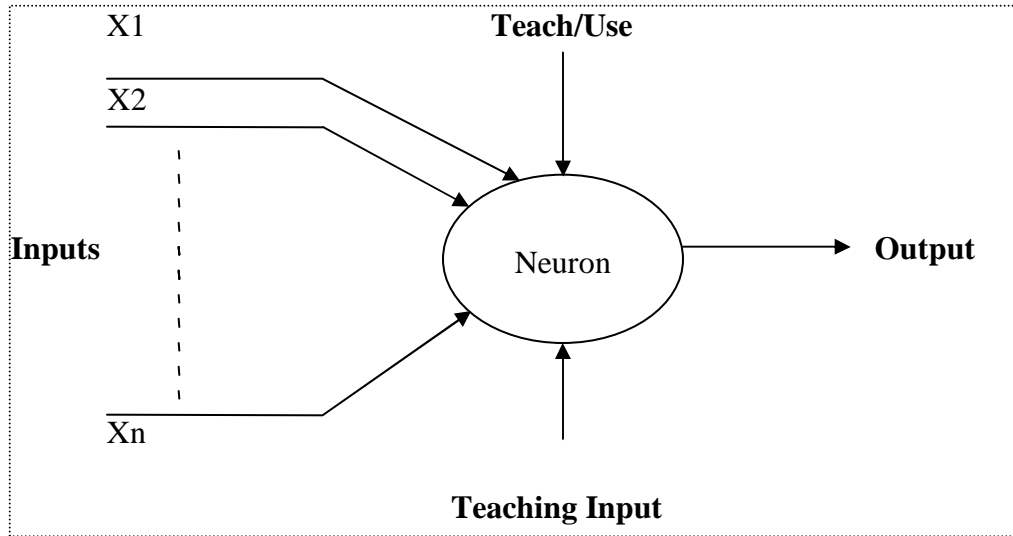 X1
Teach/Use
X2
Inputs
Neuron
Output
Xn
Teaching Input